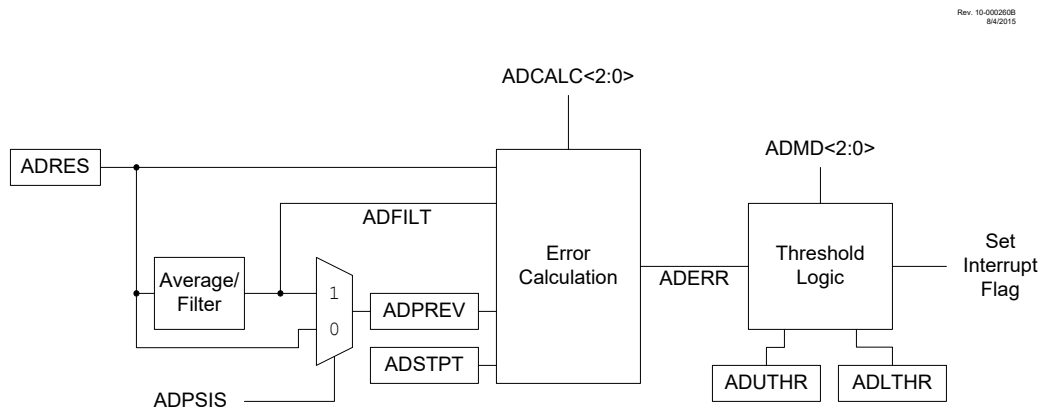 Rev. 10-000260B
8/4/2015
ADCALC<2:0>
ADRES
ADMD<2:0>
ADFILT
Average/
Filter
Error
Calculation
ADERR
Threshold
Logic
Set
Interrupt
Flag
1
0
ADPREV
ADSTPT
ADPSIS
ADUTHR
ADLTHR